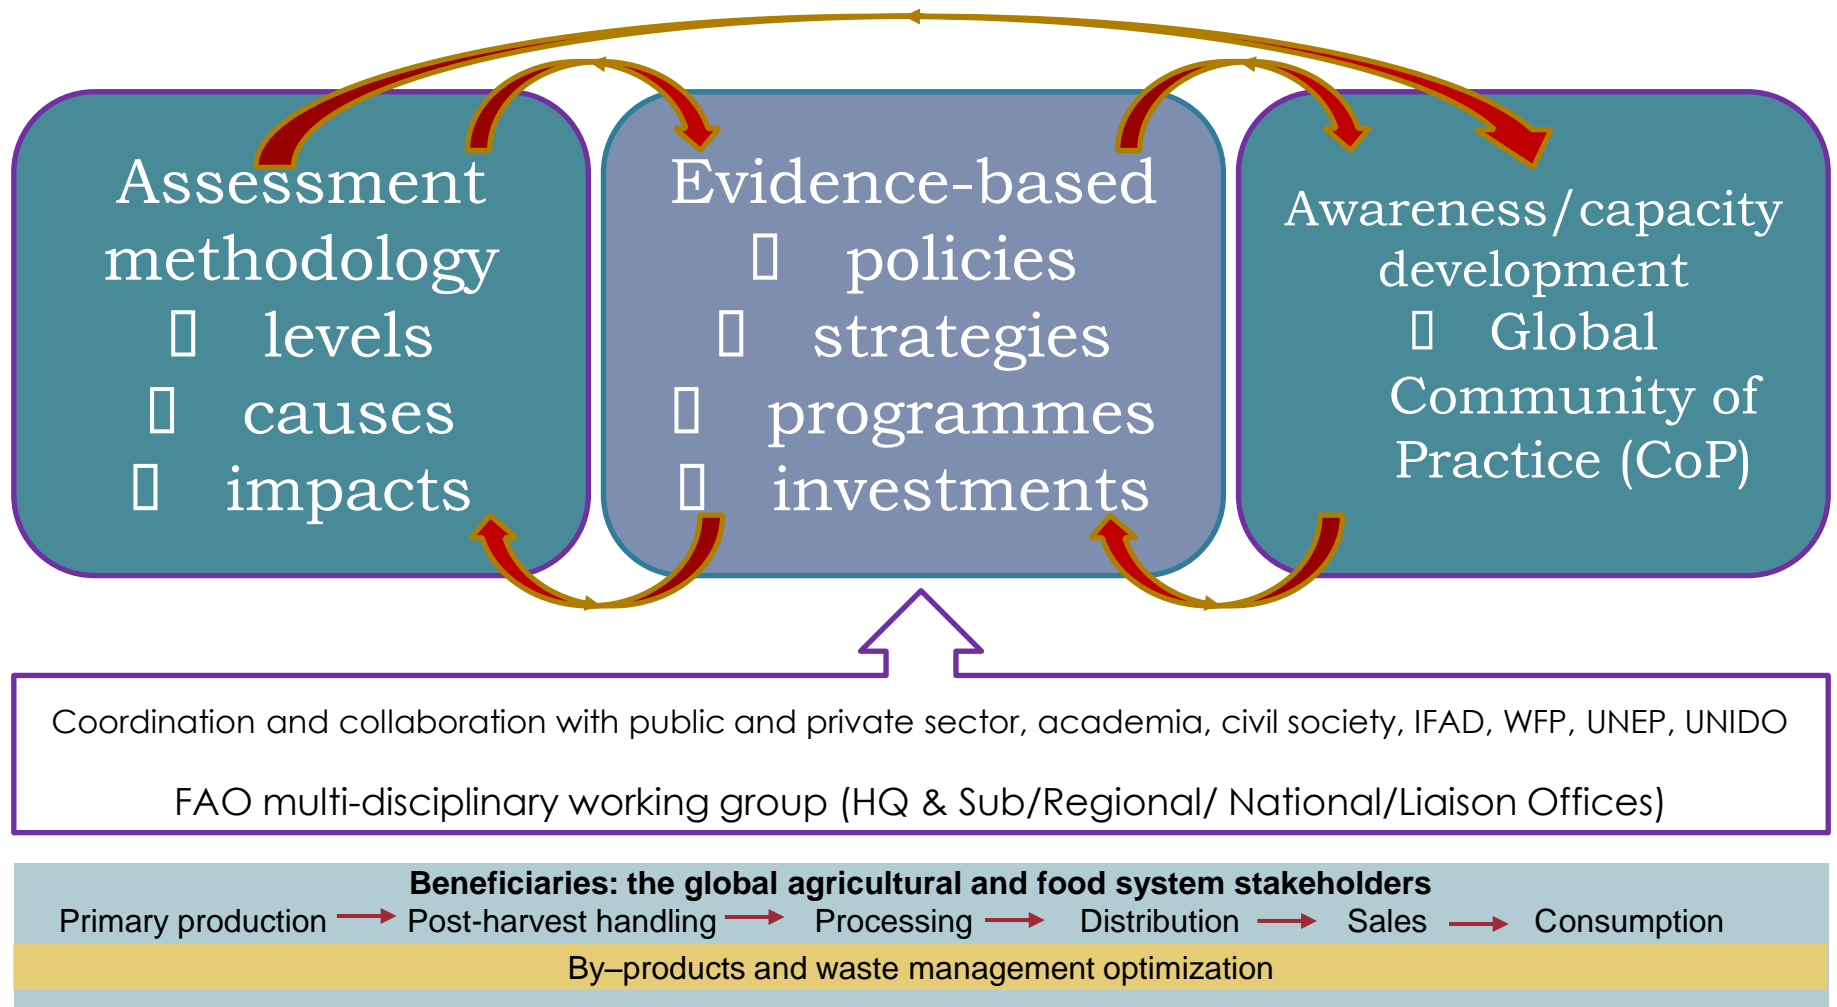 Assessment
methodology
▯ levels
▯ causes
▯ impacts
Evidence-based
▯ policies
▯ strategies
▯ programmes
▯ investments
Awareness/capacity
development
▯ Global
Community of
Practice (CoP)
Coordination and collaboration with public and private sector, academia, civil society, IFAD, WFP, UNEP, UNIDO
FAO multi-disciplinary working group (HQ & Sub/Regional/ National/Liaison Offices)
Beneficiaries: the global agricultural and food system stakeholders
Primary production → Post-harvest handling → Processing → Distribution → Sales → Consumption
By–products and waste management optimization